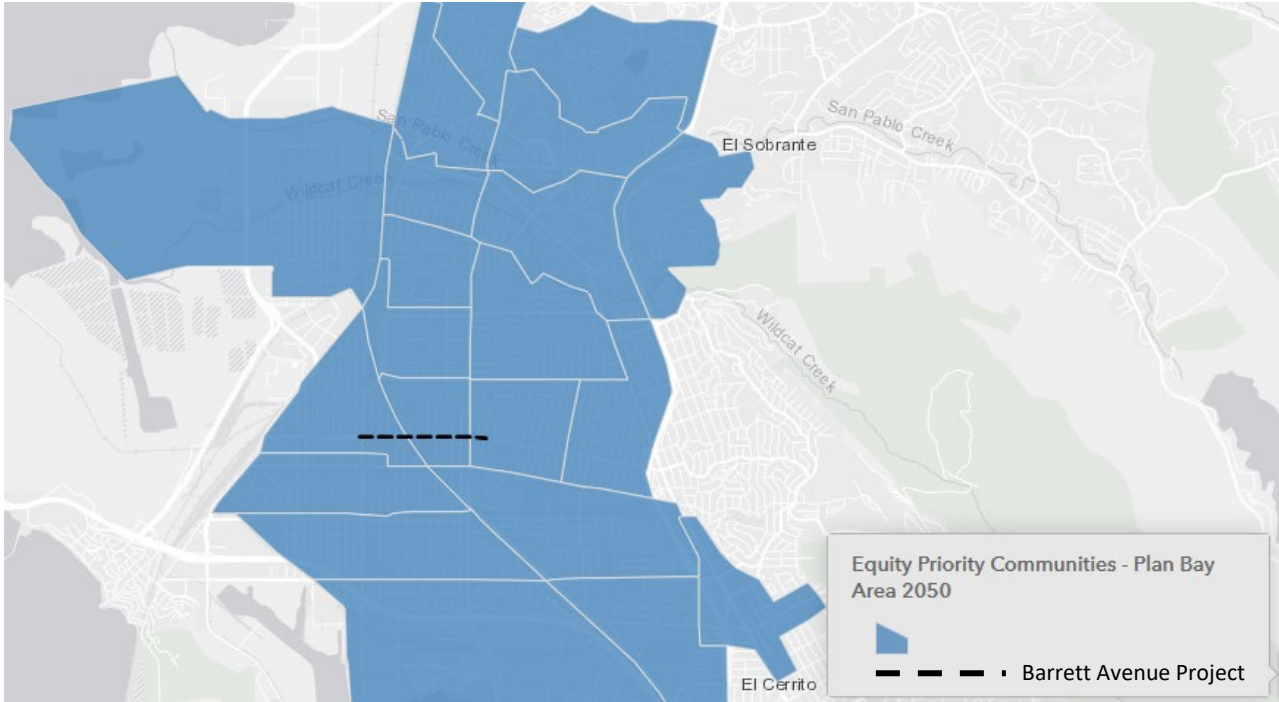 San Pablo Creek
El Sobrante
San Pablo Creek
Wildcat Creek
Wildcat Creek
Equity Priority Communities - Plan Bay
Area 2050
Barrett Avenue Project
El Cerrito